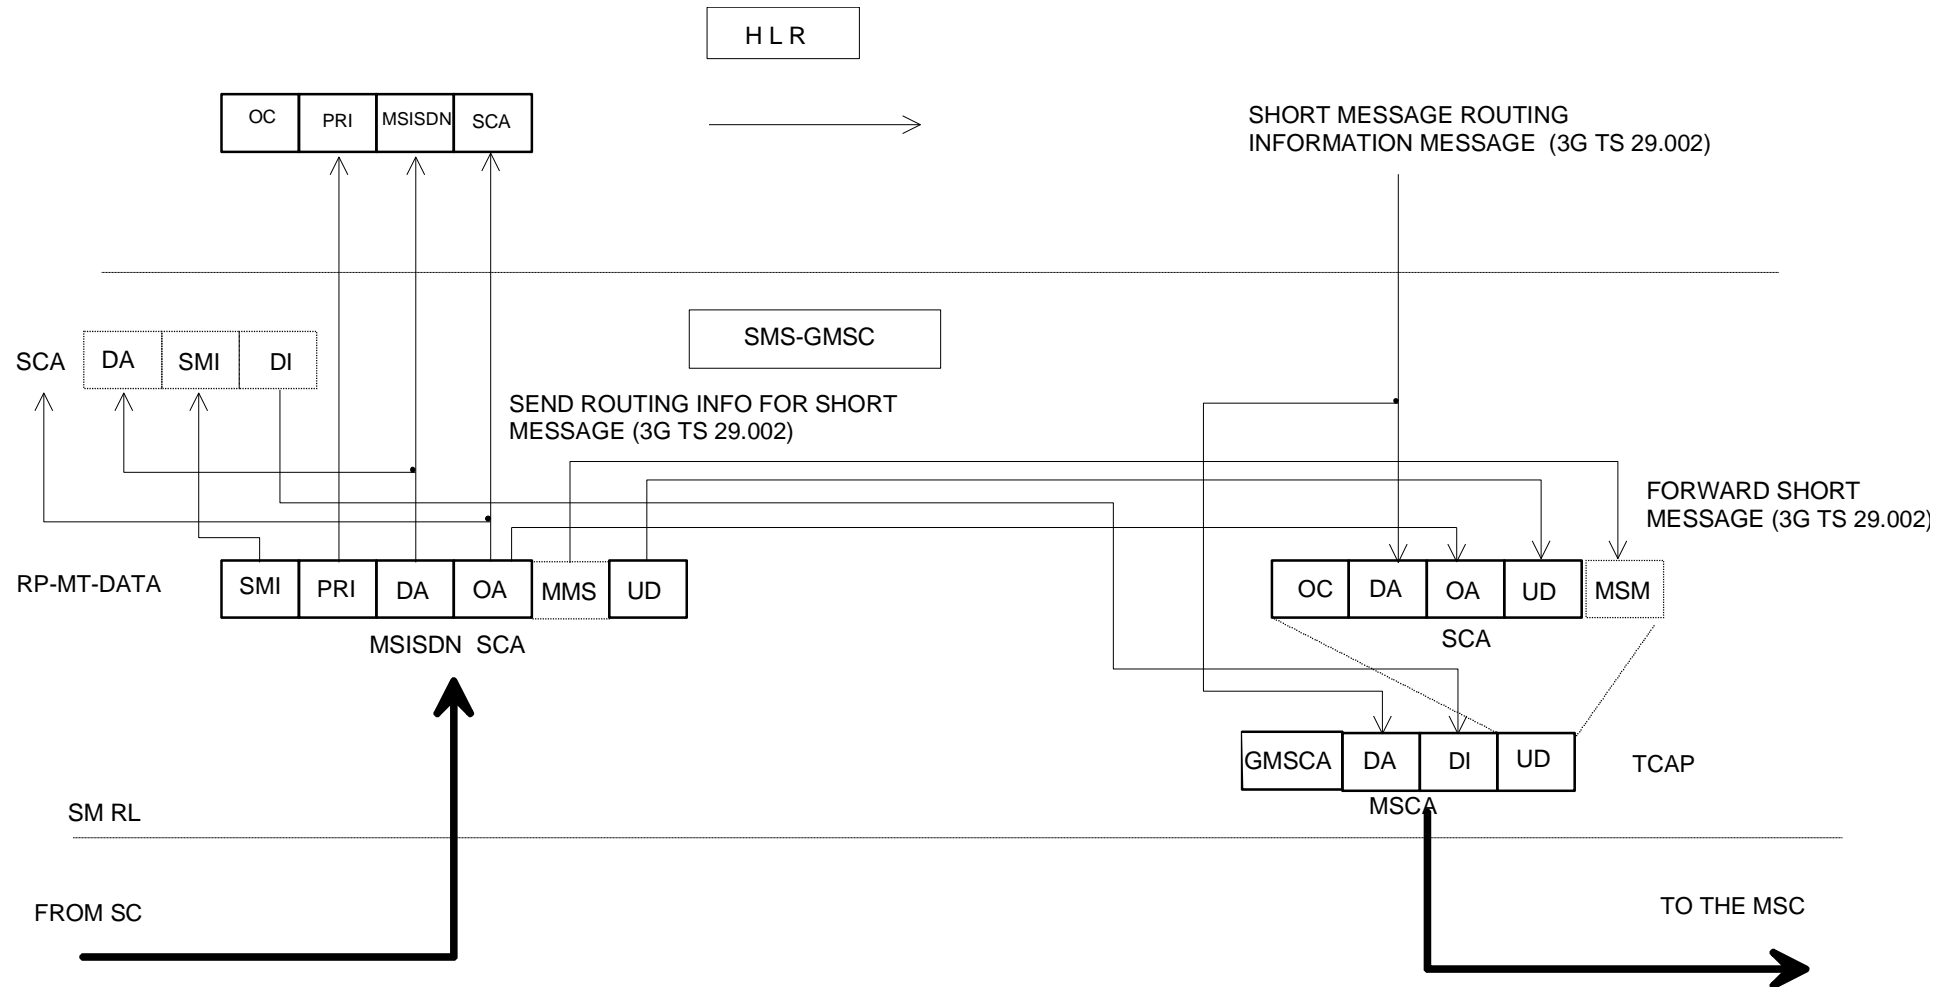 H L R
OC PRI MSISDN SCA
SHORT MESSAGE ROUTING
INFORMATION MESSAGE (3G TS 29.002)
SMS-GMSC
SCA DA SMI DI
SEND ROUTING INFO FOR SHORT
MESSAGE (3G TS 29.002)
FORWARD SHORT
MESSAGE (3G TS 29.002)
RP-MT-DATA SMI PRI DA OA MMS UD
OC DA OA UD MSM
MSISDN SCA
SCA
GMSCA DA DI UD TCAP
MSCA
SM RL
FROM SC
TO THE MSC